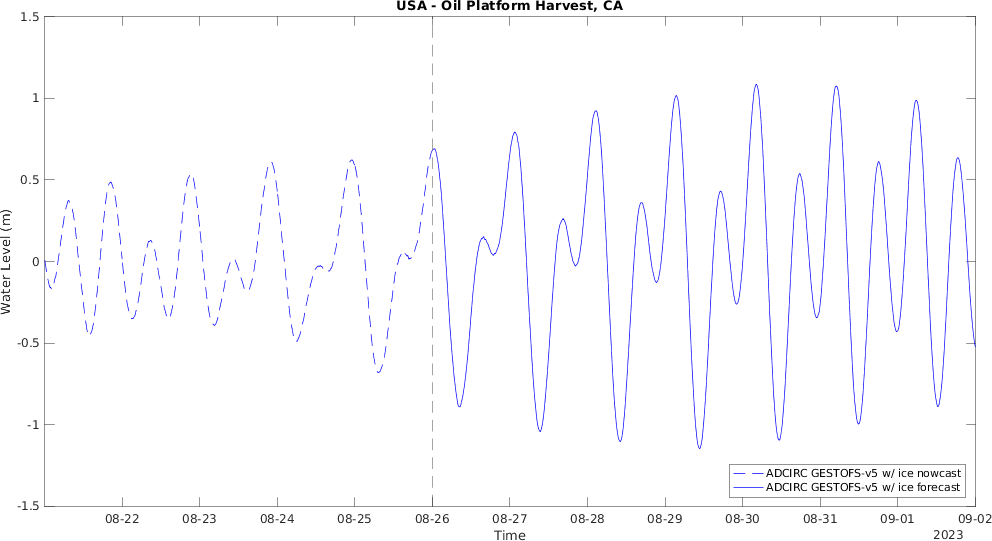 USA - Oil Platform Harvest, CA
Water Level (m)
1.5
1
0.5
0
-0.5
-1
-1.5
08-22 08-23 08-24 08-25 08-26 08-27 08-28 08-29 08-30 08-31 09-01 09-02
Time
2023
ADCIRC GESTOFS-v5 w/ ice nowcast
ADCIRC GESTOFS-v5 w/ ice forecast